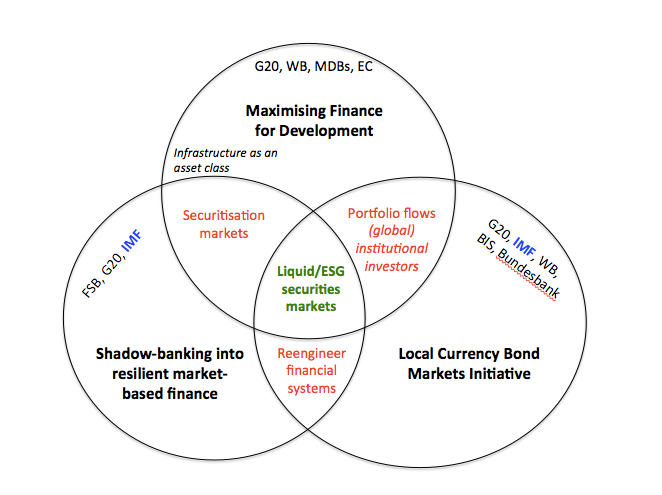 G20, WB, MDBs, EC
Maximising Finance
for Development
Infrastructure as an
asset class
Securitisation
markets
Portfolio flows
(global)
institutional
investors
FSB, G20, IMF
G20, IMF, WB,
BIS, Bundesbank
Liquid/ESG
securities
markets
Shadow-banking into
resilient market-
based finance
Reengineer
financial
systems
Local Currency Bond
Markets Initiative